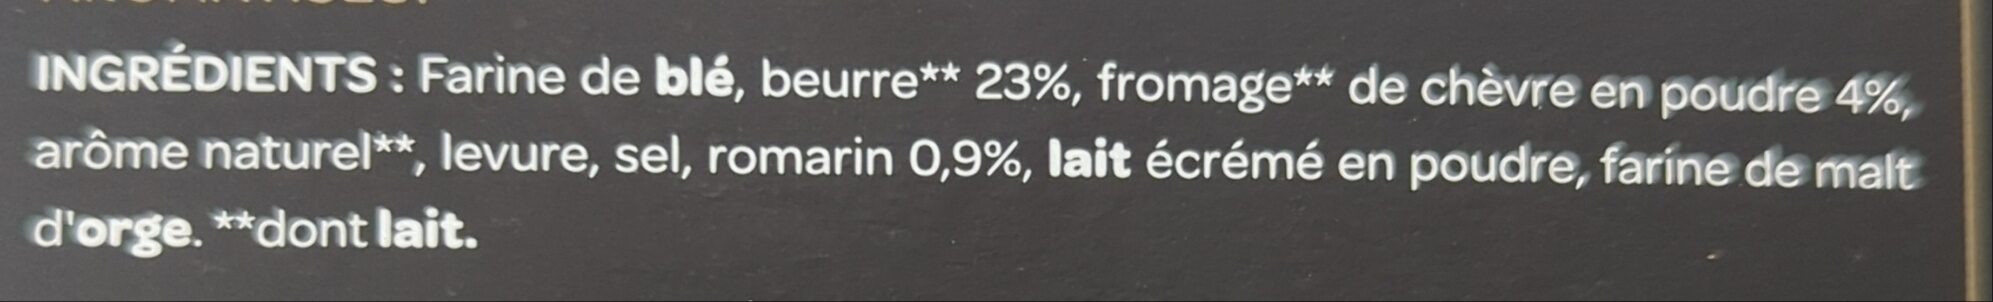 INGRÉDIENTS : Farine de blé, beurre** 23%, fromage** de chèvre en poudre 4%,
arôme naturel**, levure, sel, romarin 0,9%, lait écrémé en poudre, farine de malt
d'orge. **dont lait.